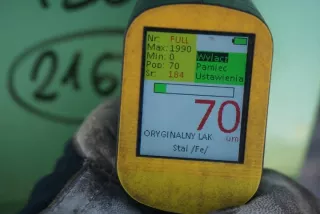 216
Nr: FULL
Max: 1990
Min: 0
Pop: 70
Sr: 184
Wyłącz
Pamięć
Ustawienia
70
um
ORYGINALNY LAK.
Stal /Fe/